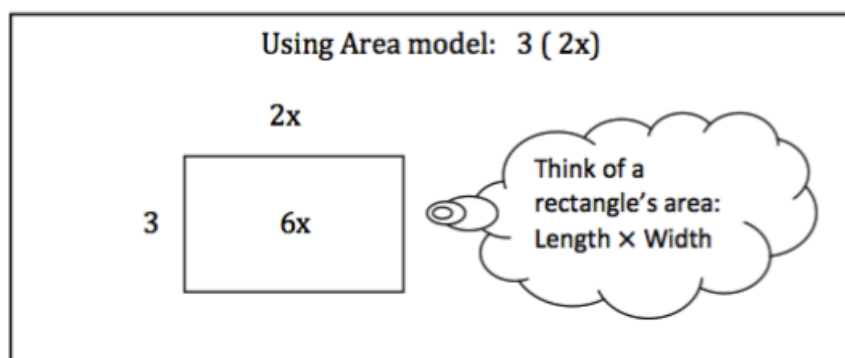 Using Area model: 3 ( 2x)
2x
3
6x
Think of a
rectangle's area:
Length × Width